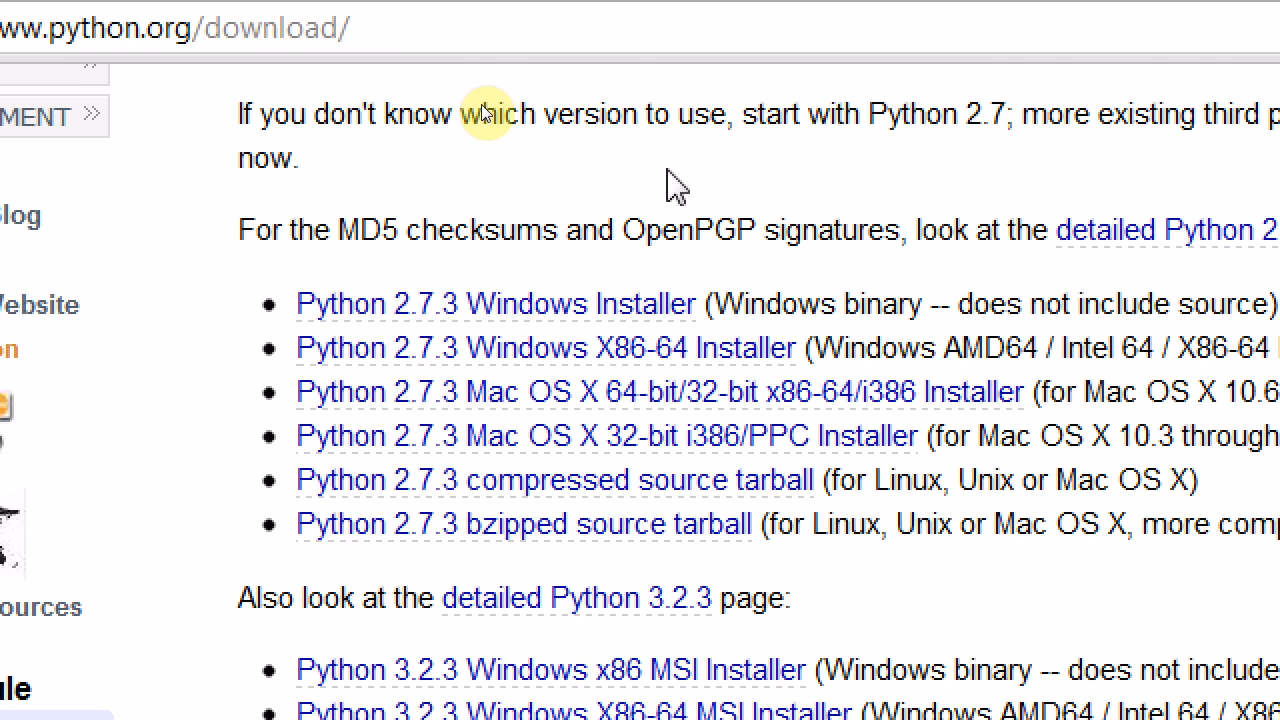 ww.python.org/download/
MENT
If you don't know which version to use, start with Python 2.7; more existing third
now.
For the MD5 checksums and OpenPGP signatures, look at the detailed Python 2
Python 2.7.3 Windows Installer (Windows binary -- does not include source)
Python 2.7.3 Windows X86-64 Installer (Windows AMD64 / Intel 64 / X86-64
Python 2.7.3 Mac OS X 64-bit/32-bit x86-64/i386 Installer (for Mac OS X 10.6
Python 2.7.3 Mac OS X 32-bit i386/PPC Installer (for Mac OS X 10.3 through
Python 2.7.3 compressed source tarball (for Linux, Unix or Mac OS X)
Python 2.7.3 bzipped source tarball (for Linux, Unix or Mac OS X, more comp
Also look at the detailed Python 3.2.3 page:
Python 3.2.3 Windows x86 MSI Installer (Windows binary -- does not include
Python 3.2.3 Windows X86-64 MSI Installer (Windows AMD64 / Intel 64 / X86
log
ebsite
on
ources
le